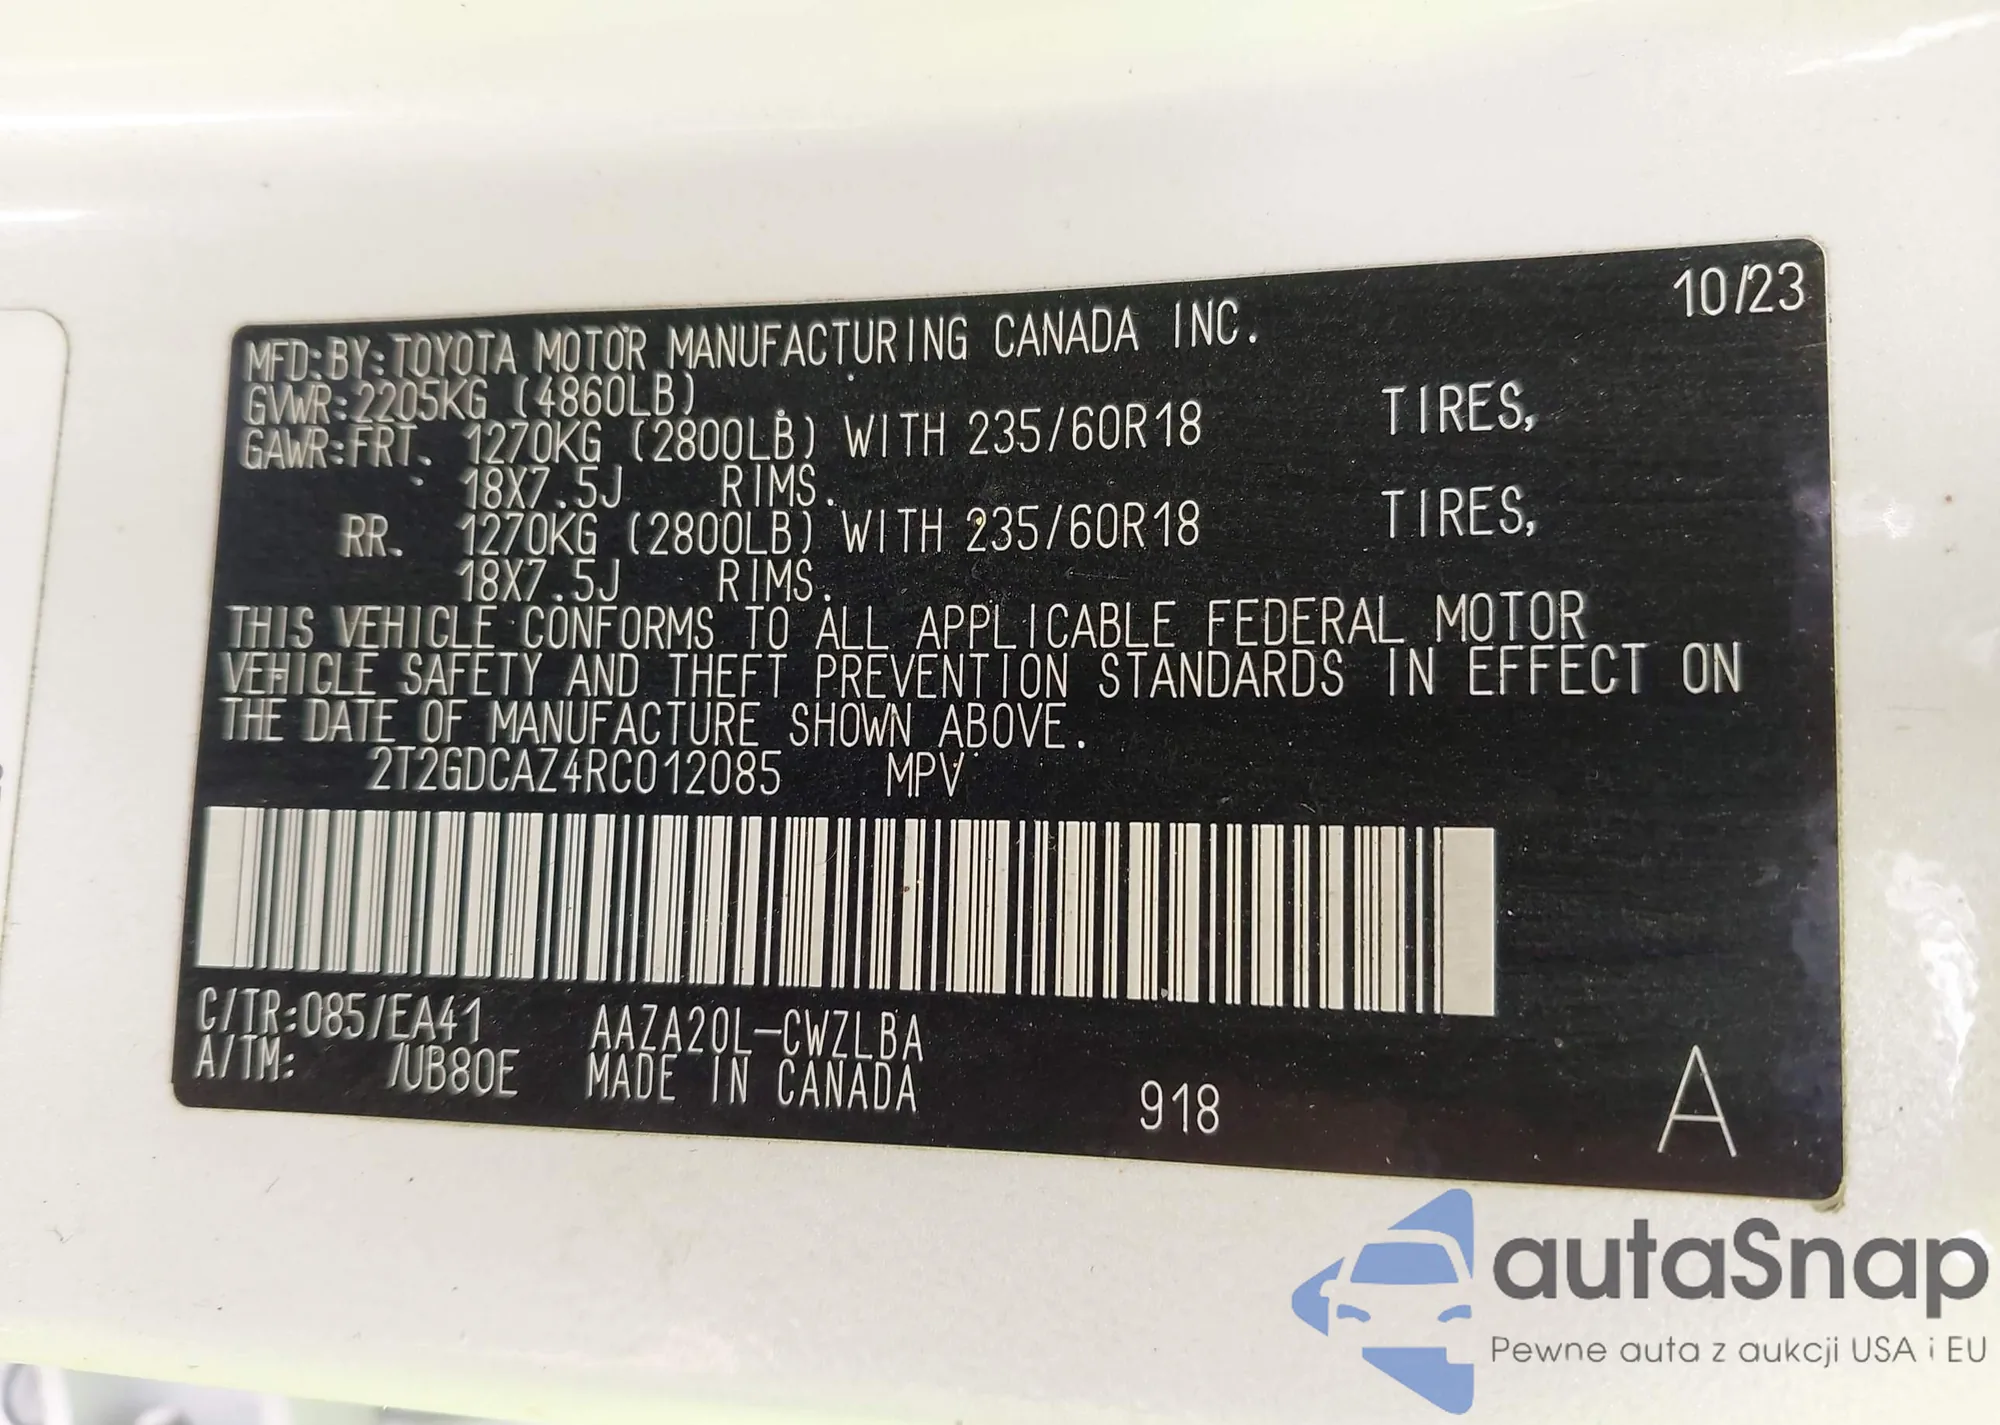 10/23
MFD:BY:TOYOTA MOTOR MANUFACTURING CANADA INC.
GVWR:2205KG (4860LB)
GAWR:FRT. 1270KG (2800LB) WITH 235/60R18 TIRES,
18X7.5J RIMS.
RR. 1270KG (2800LB) WITH 235/60R18 TIRES,
18X7.5J RIMS.
THIS VEHICLE CONFORMS TO ALL APPLICABLE FEDERAL MOTOR
VEHICLE SAFETY AND THEFT PREVENTION STANDARDS IN EFFECT ON
THE DATE OF MANUFACTURE SHOWN ABOVE.
2T2GDCAZ4RC012085 MPV
C/TR:085/EA41 AAZA20L-CWZLBA
A/TM: /UB80E MADE IN CANADA
918 A
autaSnap
Pewne auta z aukcji USA i EU